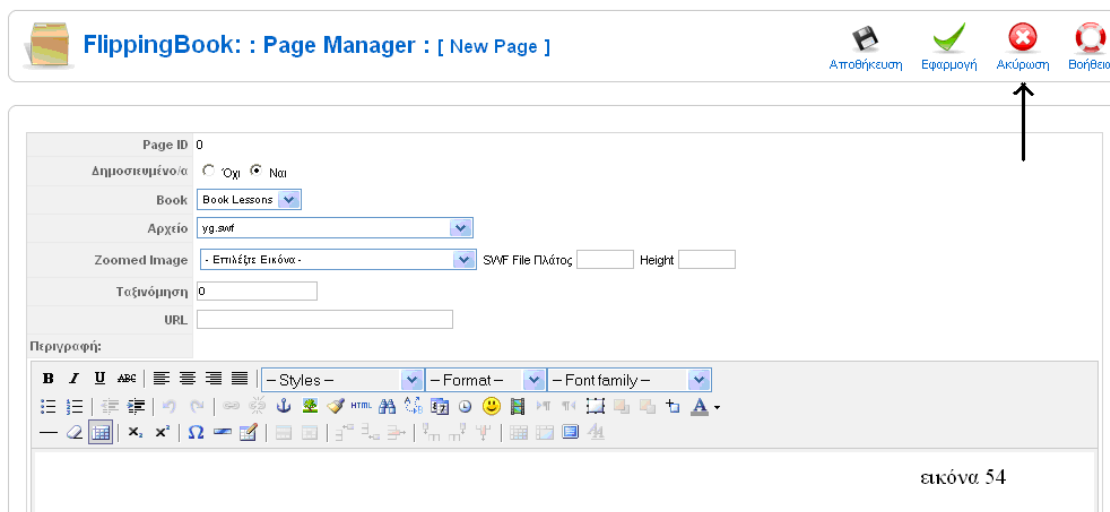 FlippingBook: : Page Manager : [ New Page ]
Αποθήκευση Εφαρμογή Ακύρωση Βοήθεια
Page ID 0
Δημοσιευμένο/α Όχι Ναι
Book Book Lessons
Αρχείο yg.swf
Zoomed Image - Επιλέξτε Εικόνα - SWF File Πλάτος Height
Ταξινόμηση 0
URL
Περιγραφή:
B I U ABC – Styles – – Format – – Font family –
HTML
εικόνα 54